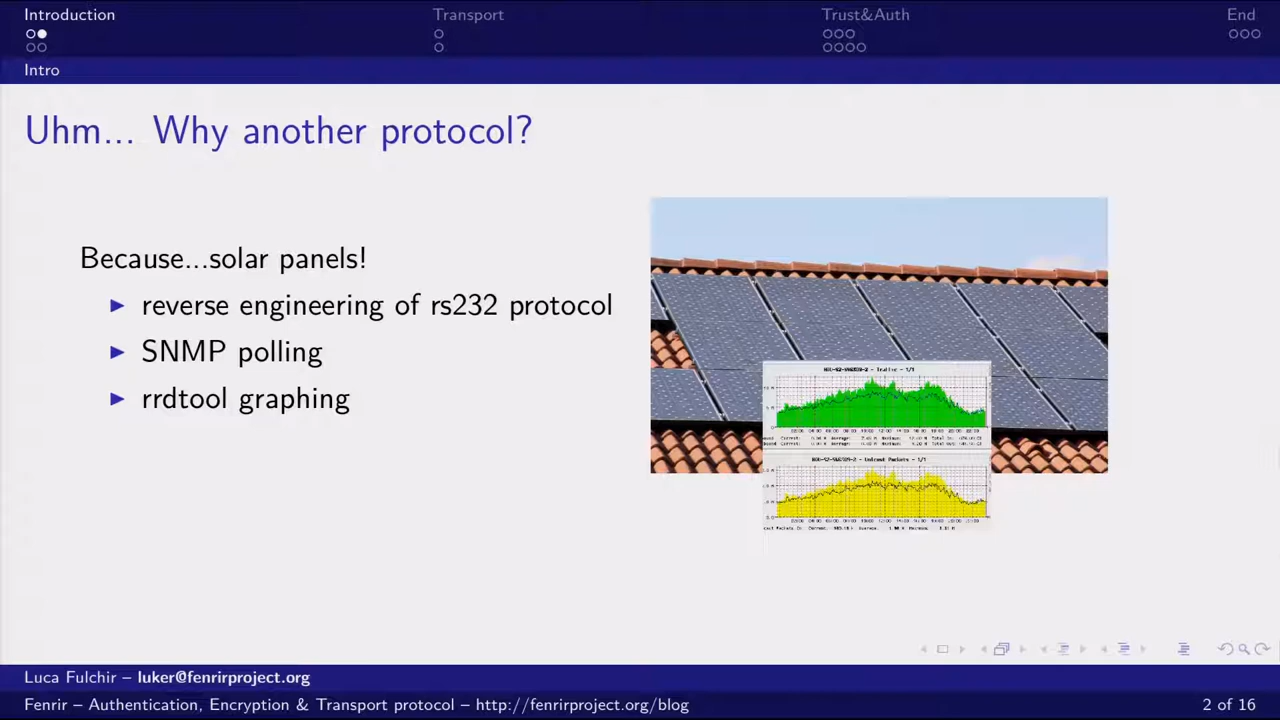 Introduction
Transport
Trust&Auth
End
Intro
Uhm... Why another protocol?
Because...solar panels!
reverse engineering of rs232 protocol
SNMP polling
rrdtool graphing
Luca Fulchir – luker@fenrirproject.org
Fenrir – Authentication, Encryption & Transport protocol – http://fenrirproject.org/blog
2 of 16